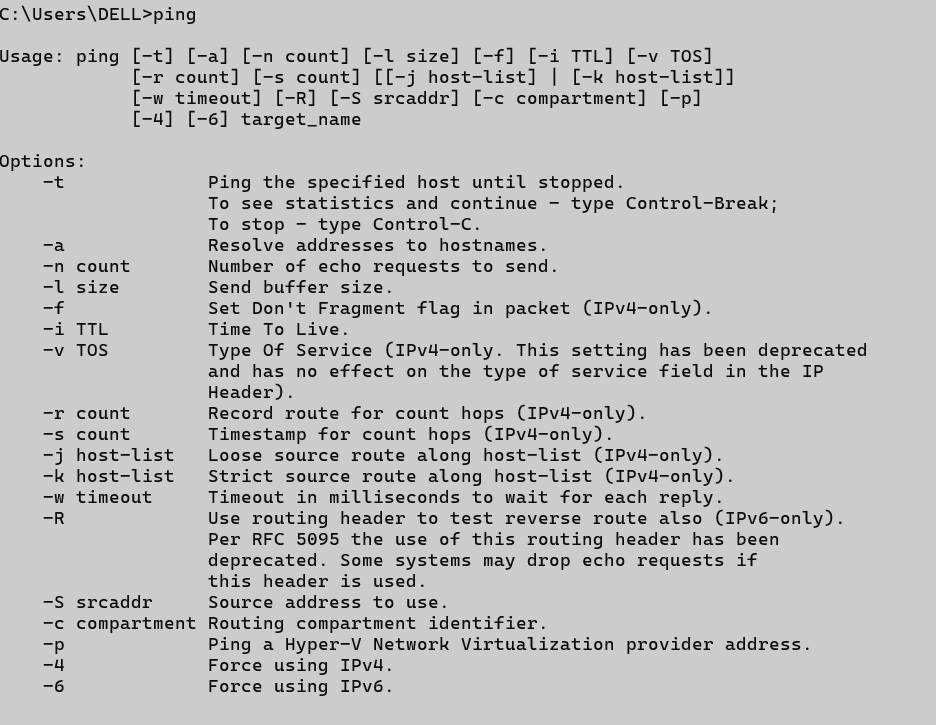 C:\Users\DELL>ping

Usage: ping [-t] [-a] [-n count] [-l size] [-f] [-i TTL] [-v TOS]
            [-r count] [-s count] [[-j host-list] | [-k host-list]]
            [-w timeout] [-R] [-S srcaddr] [-c compartment] [-p]
            [-4] [-6] target_name

Options:
    -t             Ping the specified host until stopped.
                   To see statistics and continue - type Control-Break;
                   To stop - type Control-C.
    -a             Resolve addresses to hostnames.
    -n count       Number of echo requests to send.
    -l size        Send buffer size.
    -f             Set Don't Fragment flag in packet (IPv4-only).
    -i TTL         Time To Live.
    -v TOS         Type Of Service (IPv4-only. This setting has been deprecated
                   and has no effect on the type of service field in the IP
                   Header).
    -r count       Record route for count hops (IPv4-only).
    -s count       Timestamp for count hops (IPv4-only).
    -j host-list   Loose source route along host-list (IPv4-only).
    -k host-list   Strict source route along host-list (IPv4-only).
    -w timeout     Timeout in milliseconds to wait for each reply.
    -R             Use routing header to test reverse route also (IPv6-only).
                   Per RFC 5095 the use of this routing header has been
                   deprecated. Some systems may drop echo requests if
                   this header is used.
    -S srcaddr     Source address to use.
    -c compartment Routing compartment identifier.
    -p             Ping a Hyper-V Network Virtualization provider address.
    -4             Force using IPv4.
    -6             Force using IPv6.